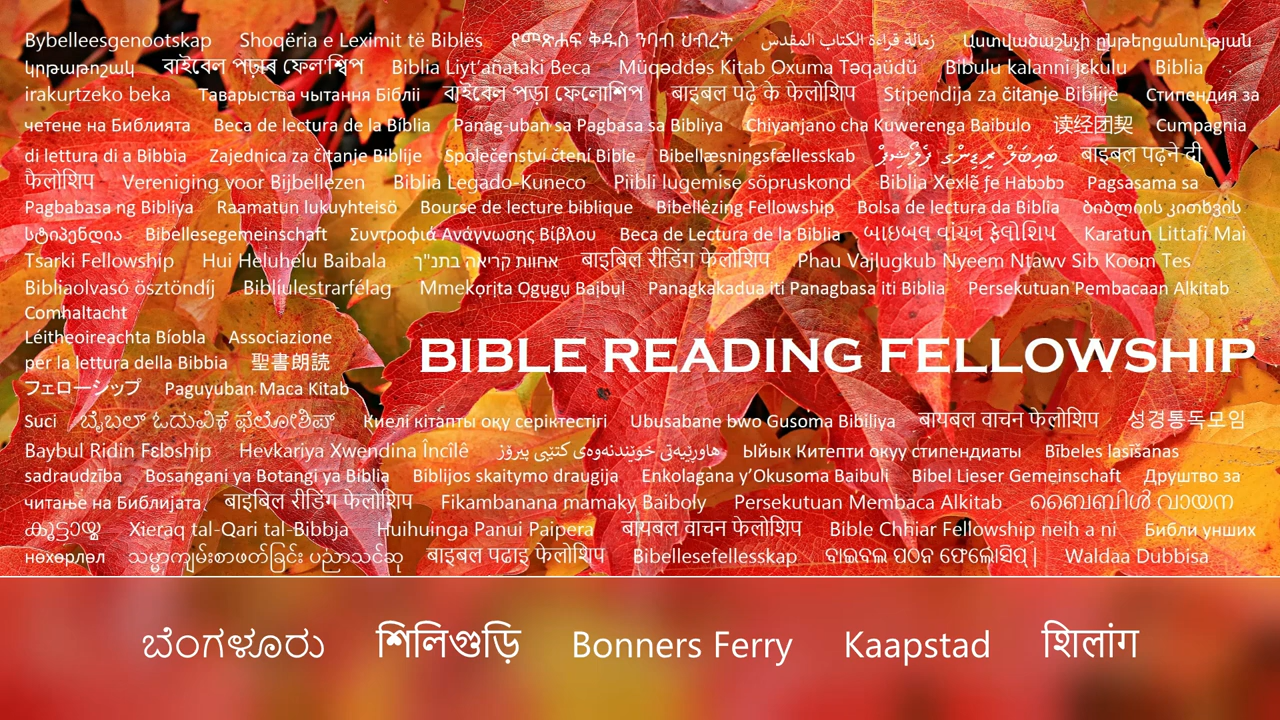 Bybelleesgenootskap Shoqëria e Leximit të Biblës የመጽሐፍ ቅዱስ ንባብ ህብረት زمالة قراءة الكتاب المقدس Աստվածաշնչի ընթերցանության
կրթաթոշակ বাইবেল পঢ়াৰ ফেল'শ্বিপ Biblia Liyt'añataki Beca Müqəddəs Kitab Oxuma Təqaüdü Bibulu kalanni jɛkulu Biblia
irakurtzeko beka Таварыства чытання Бібліі বাইবেল পড়া ফেলোশিপ बाइबल पढ़े के फेलोशिप Stipendija za čitanje Biblije Стипендия за
четене на Библията Beca de lectura de la Bíblia Panag-uban sa Pagbasa sa Bibliya Chiyanjano cha Kuwerenga Baibulo 读经团契 Cumpagnia
di lettura di a Bibbia Zajednica za čitanje Biblije Společenství čtení Bible Bibellæsningsfællesskab ބައިބަލް ރީޑިންގ ފެލޯޝިޕް बाइबल पढ़ने दी
फैलोशिप Vereniging voor Bijbellezen Biblia Legado-Kuneco Piibli lugemise sõpruskond Biblia Xexlẽ ƒe Habɔbɔ Pagsasama sa
Pagbabasa ng Bibliya Raamatun lukuyhteisö Bourse de lecture biblique Bibellêzing Fellowship Bolsa de lectura da Biblia ბიბლიის კითხვის
სტიპენდია Bibellesegemeinschaft Συντροφιά Ανάγνωσης Βίβλου Beca de Lectura de la Biblia બાઇબલ વાંચન ફેલોશિપ Karatun Littafi Mai
Tsarki Fellowship Hui Heluhelu Baibala אחוות קריאה בתנ"ך बाइबिल रीडिंग फेलोशिप Phau Vajlugkub Nyeem Ntawv Sib Koom Tes
Bibliaolvasó ösztöndíj Biblíulestrarfélag Mmekọrịta Ọgụgụ Baịbụl Panagkakadua iti Panagbasa iti Biblia Persekutuan Pembacaan Alkitab
Comhaltacht
Léitheoireachta Bíobla Associazione
per la lettura della Bibbia 聖書朗読
フェローシップ Paguyuban Maca Kitab
BIBLE READING FELLOWSHIP
Suci ಬೈಬಲ್ ಓದುವಿಕೆ ಫೆಲೋಶಿಪ್ Киелі кітапты оқу серіктестігі Ubusabane bwo Gusoma Bibiliya बायबल वाचन फेलोशिप 성경통독모임
Baybul Ridin Fɛloship Hevkariya Xwendina Încîlê هاوڕێیەتی خوێندنەوەی کتێبی پیرۆز Ыйык Китепти окуу стипендиаты Bībeles lasīšanas
sadraudzība Bosangani ya Botangi ya Biblia Biblijos skaitymo draugija Enkolagana y'Okusoma Baibuli Bibel Lieser Gemeinschaft Друштво за
читање на Библијата बाइबिल रीडिंग फेलोशिप Fikambanana mamaky Baiboly Persekutuan Membaca Alkitab ബൈബിൾ വായന
കൂട്ടായ്മ Xieraq tal-Qari tal-Bibbja Huihuinga Panui Paipera बायबल वाचन फेलोशिप Bible Chhiar Fellowship neih a ni Библи унших
нөхөрлөл သမ္မာကျမ်းစာဖတ်ခြင်း ပညာသင်ဆု बाइबल पढाइ फेलोशिप Bibellesefellesskap ବାଇବଲ ପଠନ ଫେଲୋସିପ୍ | Waldaa Dubbisa
ಬೆಂಗಳೂರು শিলিগুড়ি Bonners Ferry Kaapstad शिलांग